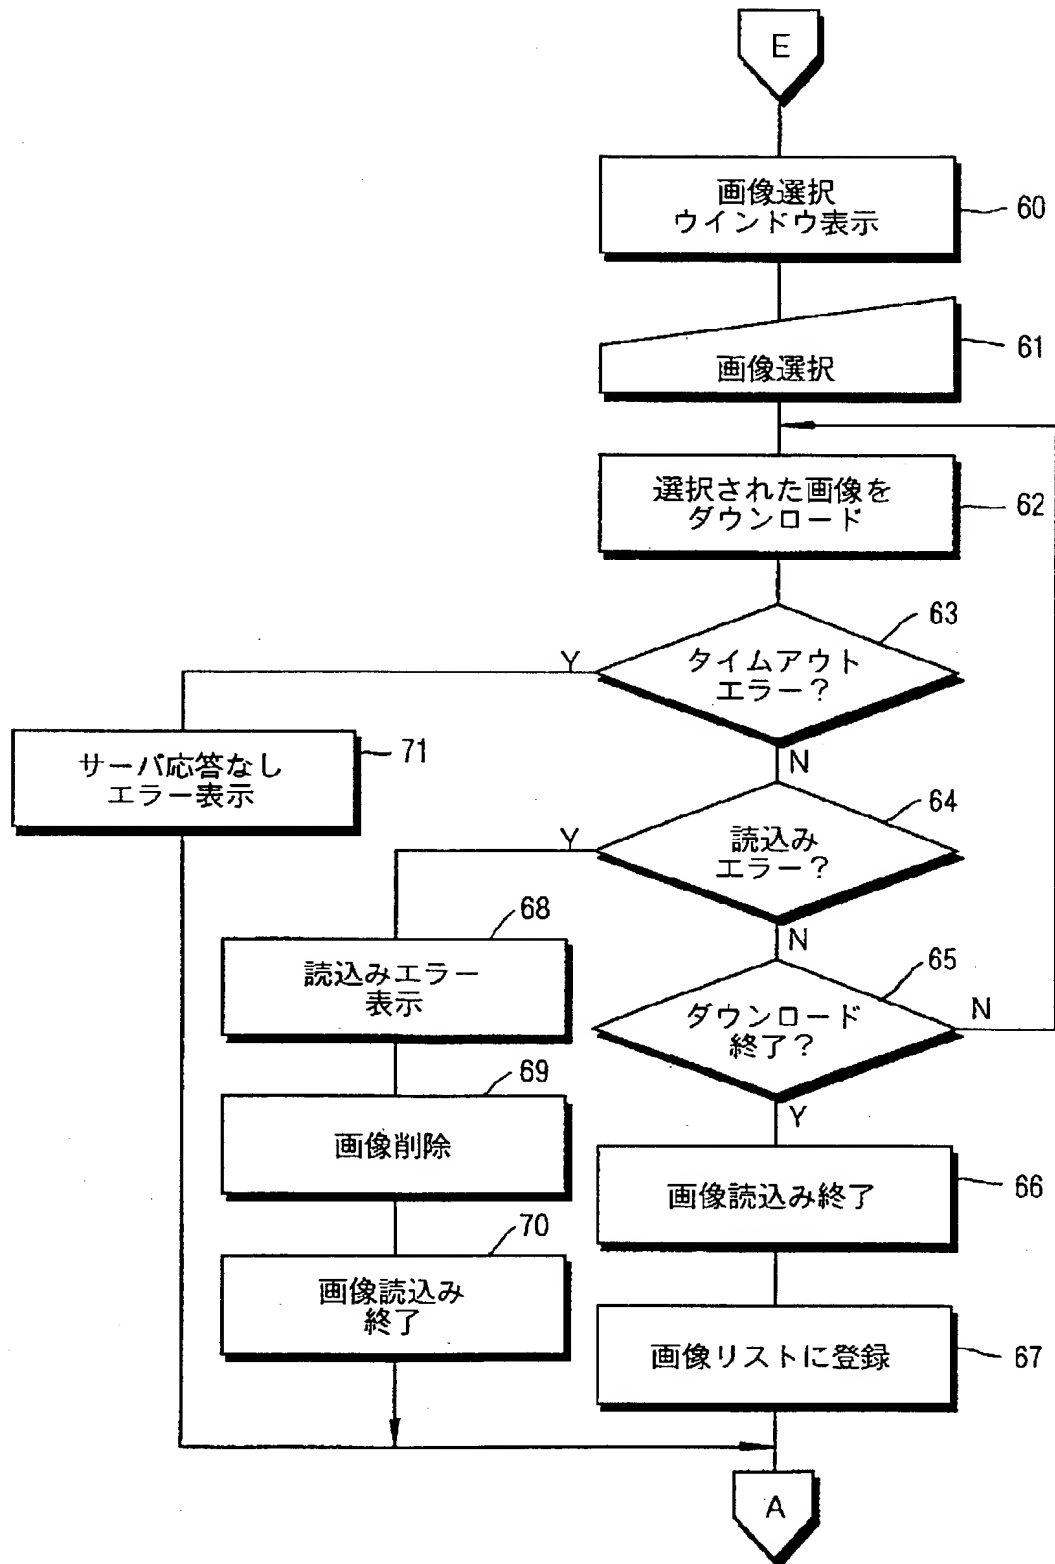 E
画像選択
ウインドウ表示
60
画像選択
61
選択された画像を
ダウンロード
62
63
タイムアウト
エラー?
Y
N
サーバ応答なし
エラー表示
71
64
読込み
エラー?
Y
N
68
読込みエラー
表示
65
ダウンロード
終了?
N
Y
69
画像削除
66
画像読込み終了
70
画像読込み
終了
67
画像リストに登録
A